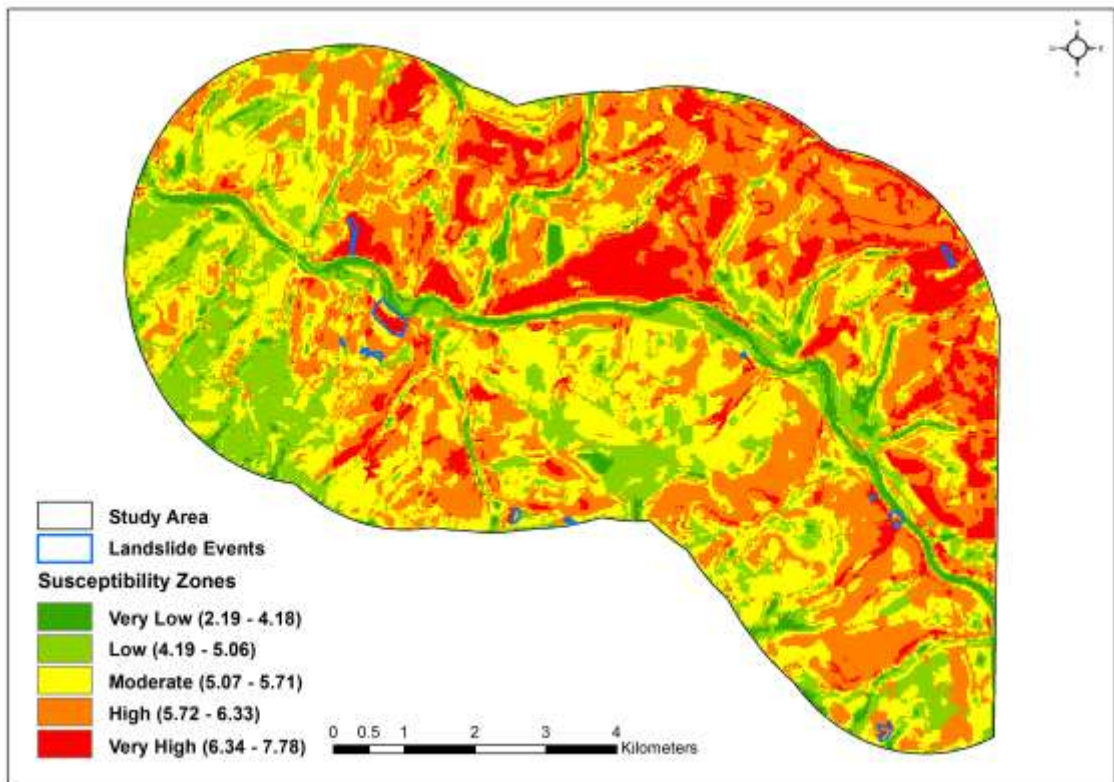 N
E
S
Study Area
Landslide Events
Susceptibility Zones
Very Low (2.19 - 4.18)
Low (4.19 - 5.06)
Moderate (5.07 - 5.71)
High (5.72 - 6.33)
Very High (6.34 - 7.78)
0 0.5 1 2 3 4
Kilometers